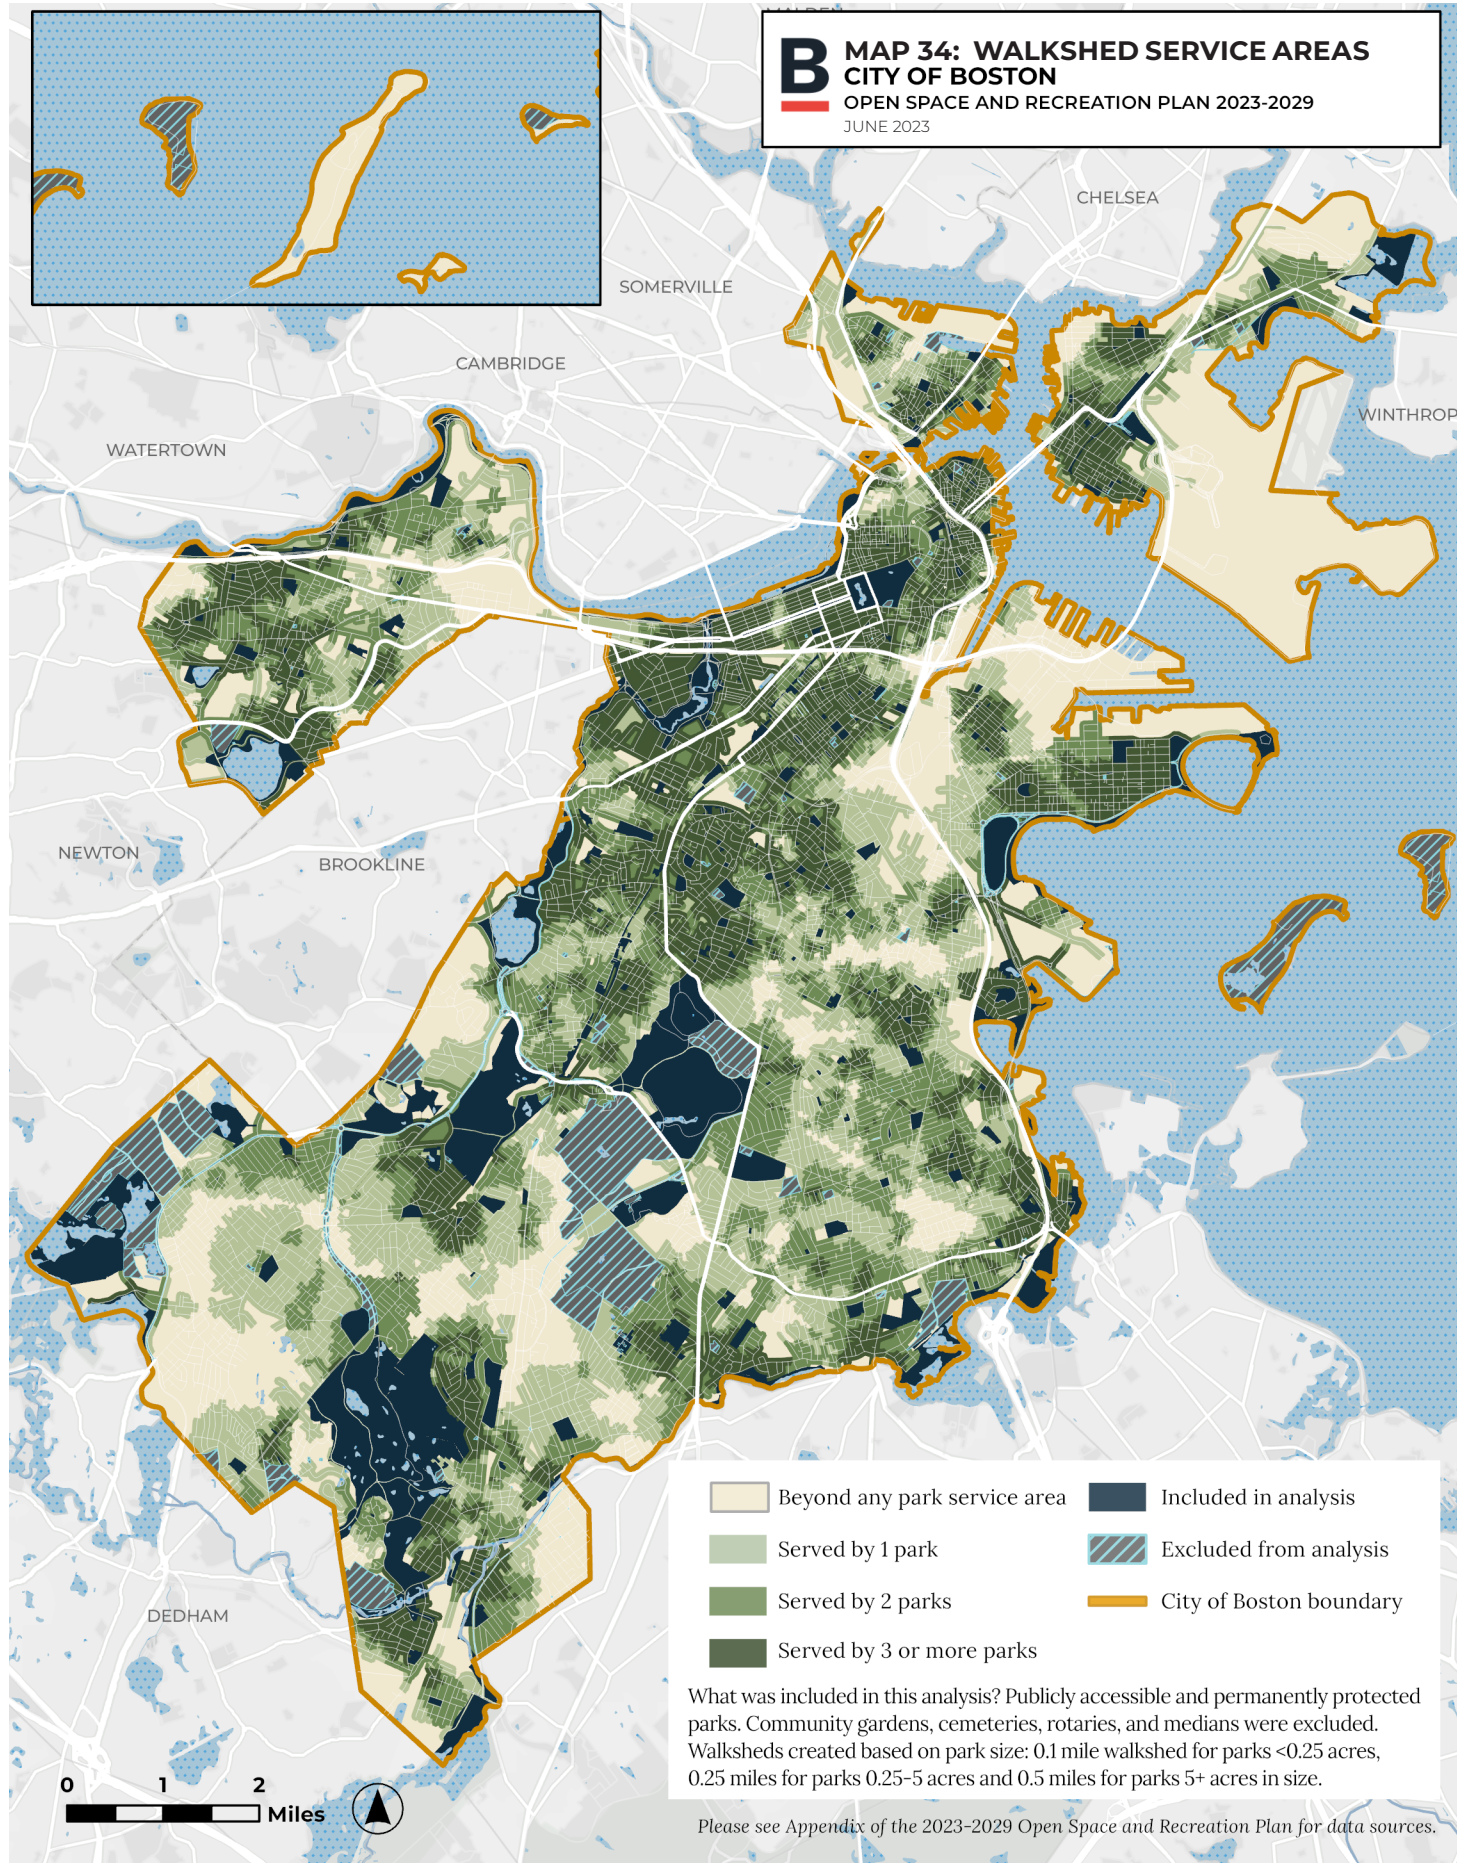 MALDEN
B
MAP 34: WALKSHED SERVICE AREAS
CITY OF BOSTON
OPEN SPACE AND RECREATION PLAN 2023-2029
JUNE 2023
CHELSEA
SOMERVILLE
CAMBRIDGE
WINTHROP
WATERTOWN
NEWTON
BROOKLINE
DEDHAM
Beyond any park service area
Served by 1 park
Served by 2 parks
Served by 3 or more parks
Included in analysis
Excluded from analysis
City of Boston boundary
What was included in this analysis? Publicly accessible and permanently protected
parks. Community gardens, cemeteries, rotaries, and medians were excluded.
Walksheds created based on park size: 0.1 mile walkshed for parks <0.25 acres,
0.25 miles for parks 0.25-5 acres and 0.5 miles for parks 5+ acres in size.
0 1 2
Miles
Please see Appendix of the 2023-2029 Open Space and Recreation Plan for data sources.